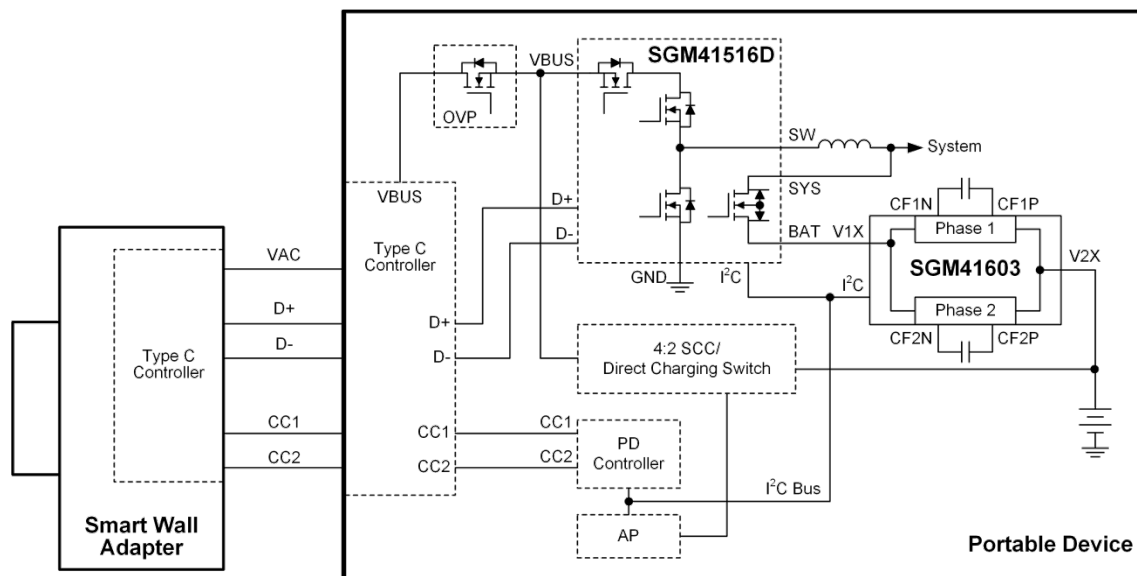 SGM41516D
VBUS
OVP
SW
System
SYS
VBUS
D+
D-
Type C
Controller
BAT
V1X
CF1N
CF1P
Phase 1
SGM41603
V2X
Phase 2
CF2N
CF2P
GND
I²C
I²C
VAC
D+
D-
Type C
Controller
D+
D-
4:2 SCC/
Direct Charging Switch
CC1
CC2
CC1
CC2
CC1
CC2
PD
Controller
I²C Bus
AP
Smart Wall
Adapter
Portable Device